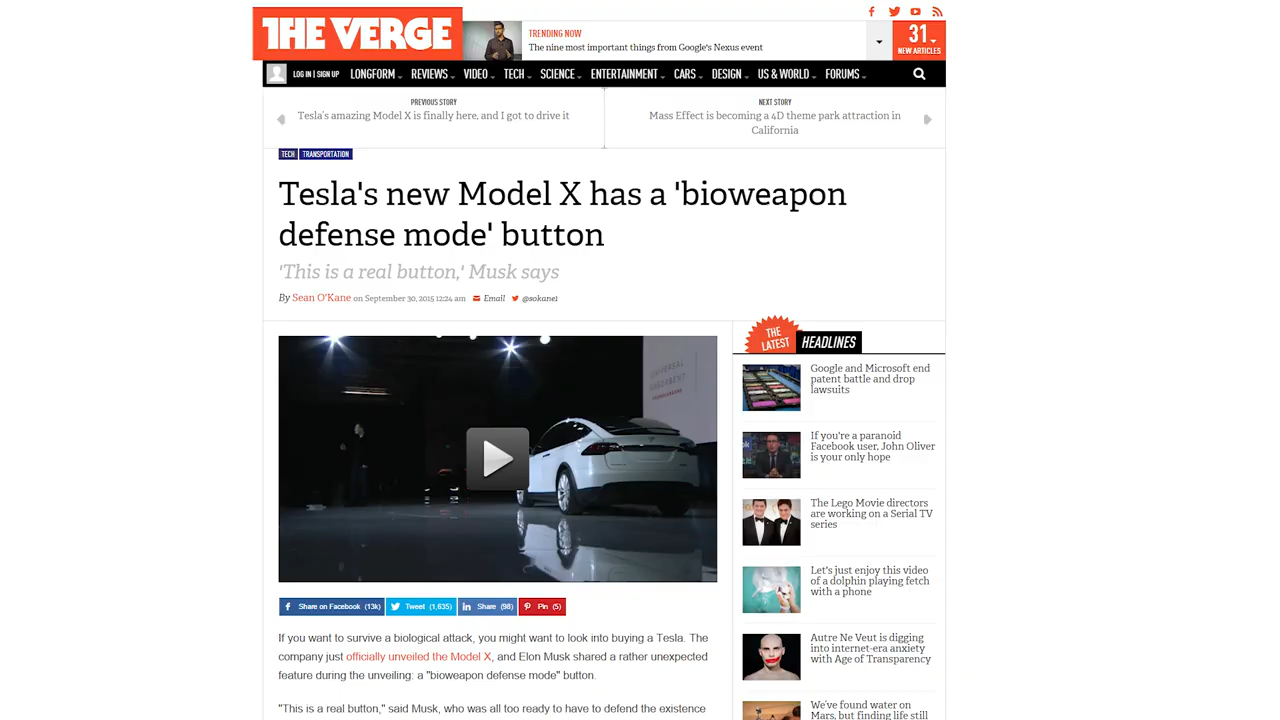 THE VERGE
TRENDING NOW
The nine most important things from Google's Nexus event
31
NEW ARTICLES
LOG IN | SIGN UP
LONGFORM
REVIEWS
VIDEO
TECH
SCIENCE
ENTERTAINMENT
CARS
DESIGN
US & WORLD
FORUMS
PREVIOUS STORY
Tesla's amazing Model X is finally here, and I got to drive it
NEXT STORY
Mass Effect is becoming a 4D theme park attraction in
California
TECH
TRANSPORTATION
Tesla's new Model X has a 'bioweapon
defense mode' button
'This is a real button,' Musk says
By Sean O'Kane on September 30, 2015 12:24 am Email @sokane1
UNIVERSAL
Share on Facebook (13k)
Tweet (1,635)
Share (98)
Pin (5)
If you want to survive a biological attack, you might want to look into buying a Tesla. The
company just officially unveiled the Model X, and Elon Musk shared a rather unexpected
feature during the unveiling: a "bioweapon defense mode" button.
"This is a real button," said Musk, who was all too ready to have to defend the existence
THE
LATEST
HEADLINES
Google and Microsoft end
patent battle and drop
lawsuits
If you're a paranoid
Facebook user, John Oliver
is your only hope
The Lego Movie directors
are working on a Serial TV
series
Let's just enjoy this video
of a dolphin playing fetch
with a phone
Autre Ne Veut is digging
into internet-era anxiety
with Age of Transparency
We've found water on
Mars, but finding life still